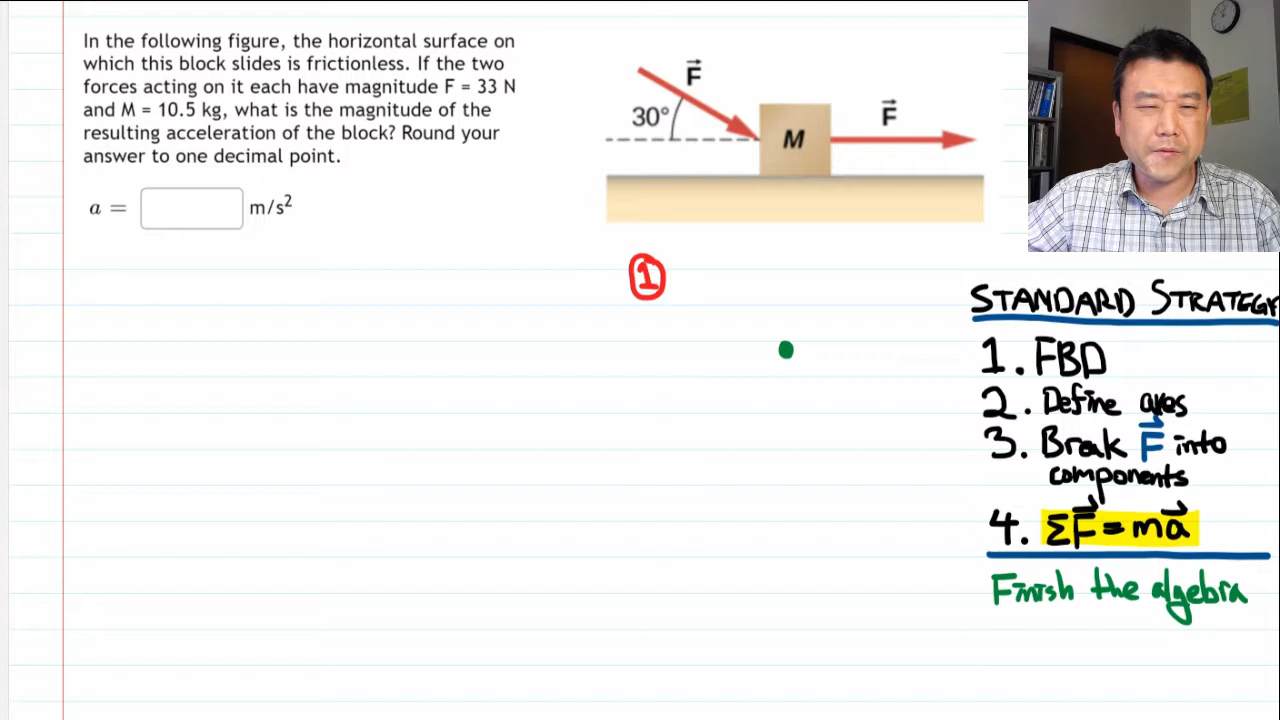 In the following figure, the horizontal surface on
which this block slides is frictionless. If the two
forces acting on it each have magnitude F = 33 N
and M = 10.5 kg, what is the magnitude of the
resulting acceleration of the block? Round your
answer to one decimal point.
a = m/s²
F⃗
30°
M
F⃗
1
STANDARD STRATEGY
1. FBD
2. Define axes
3. Break F⃗ into
components
4. ΣF⃗ = ma⃗
Finish the algebra